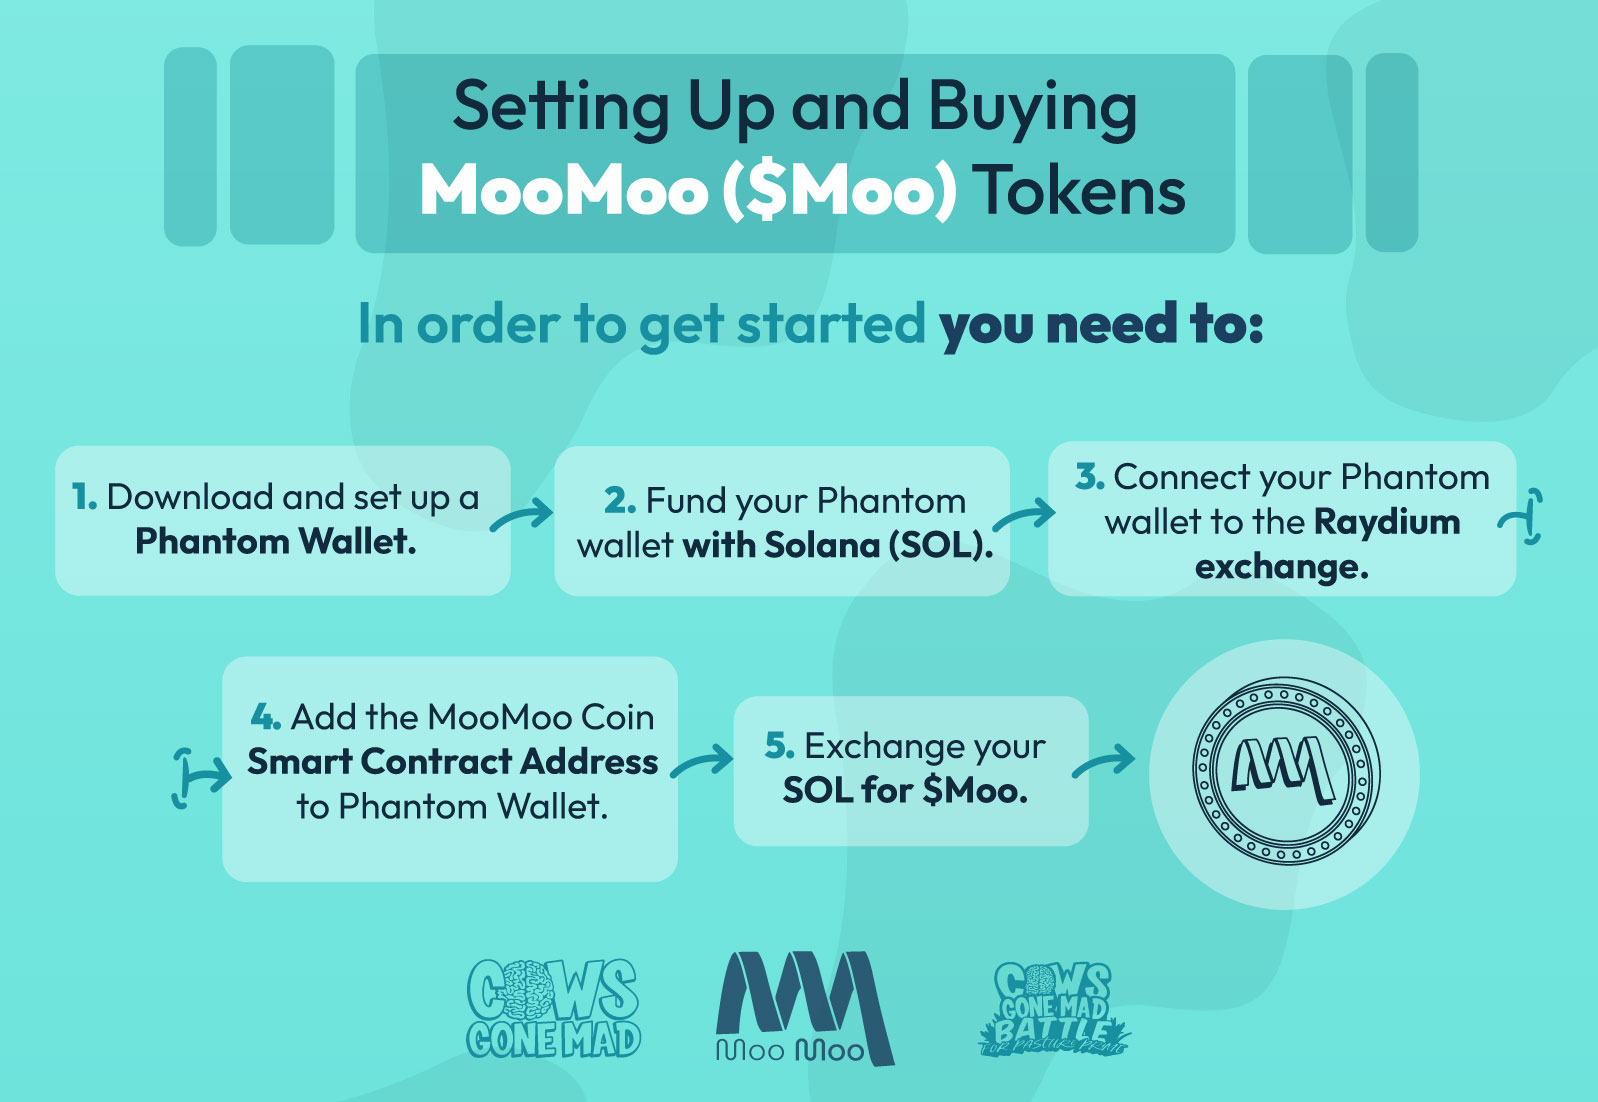 Setting Up and Buying
MooMoo ($Moo) Tokens
In order to get started you need to:
1. Download and set up a
Phantom Wallet.
2. Fund your Phantom
wallet with Solana (SOL).
3. Connect your Phantom
wallet to the Raydium
exchange.
4. Add the MooMoo Coin
Smart Contract Address
to Phantom Wallet.
5. Exchange your
SOL for $Moo.
COWS
GONE MAD
Moo Moo
COWS
GONE MAD
BATTLE
FOR PASTURE PRIME